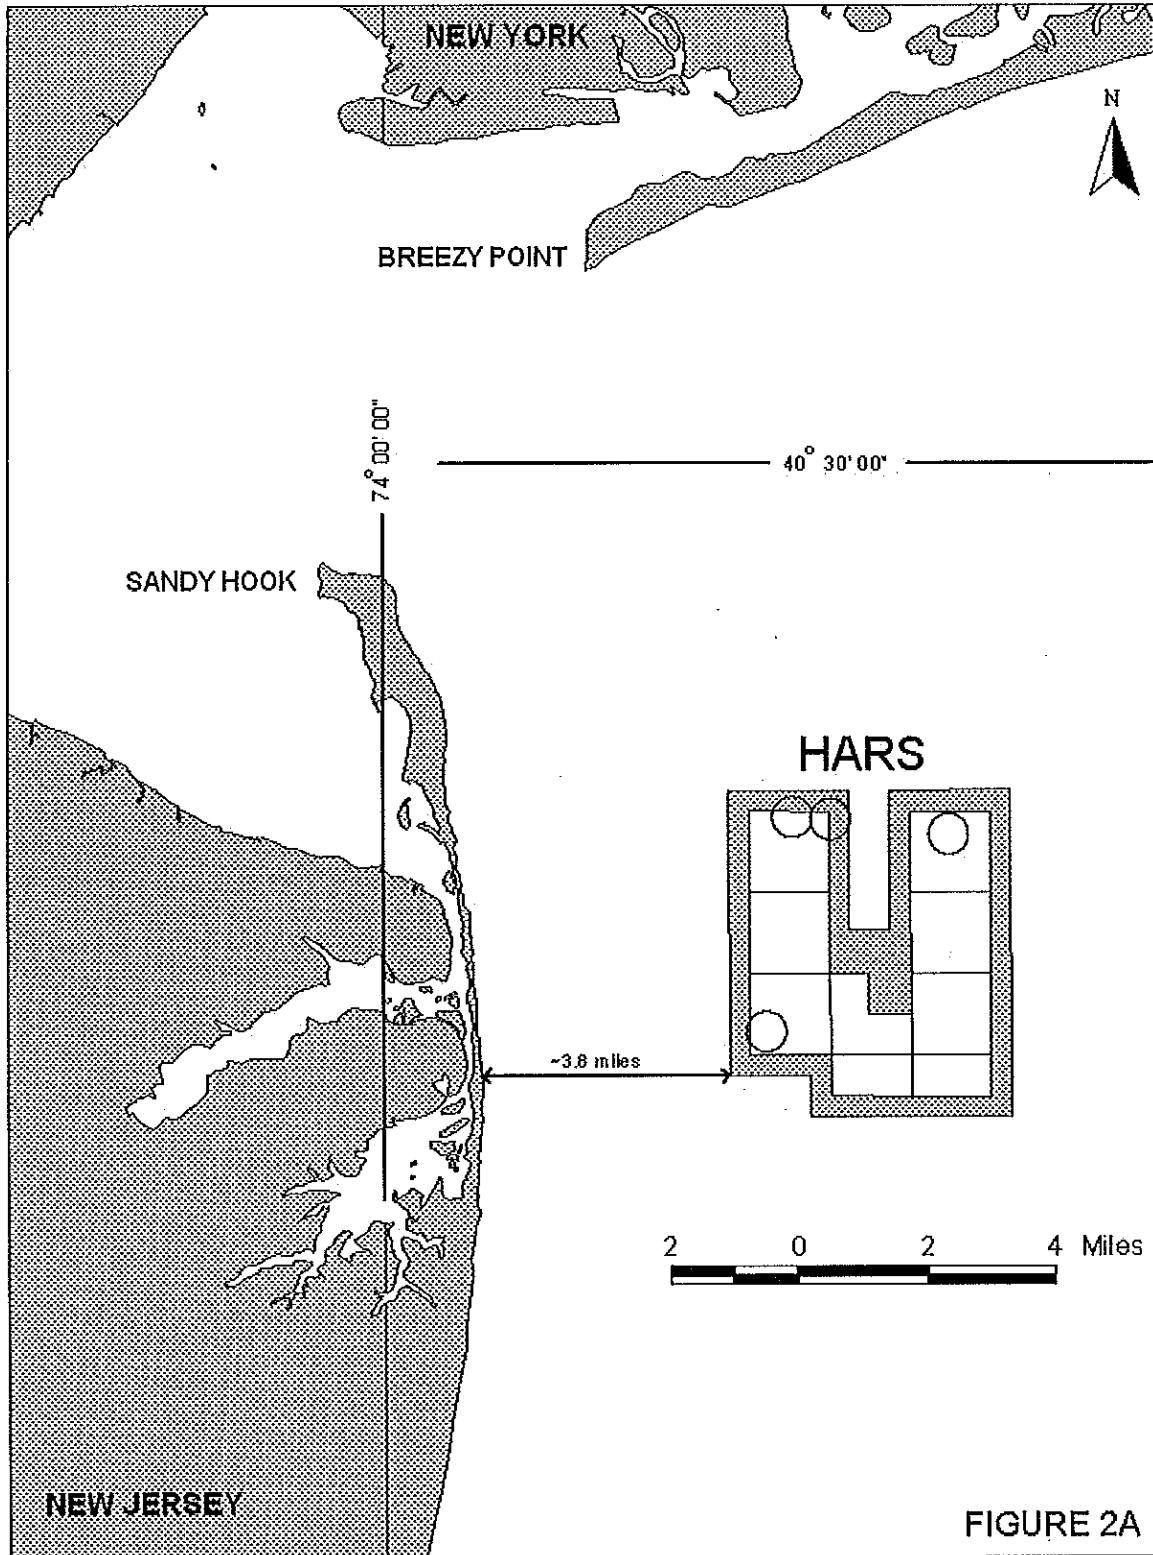 NEW YORK
N
BREEZY POINT
74° 00' 00"
40° 30' 00"
SANDY HOOK
HARS
~3.8 miles
2 0 2 4 Miles
NEW JERSEY
FIGURE 2A